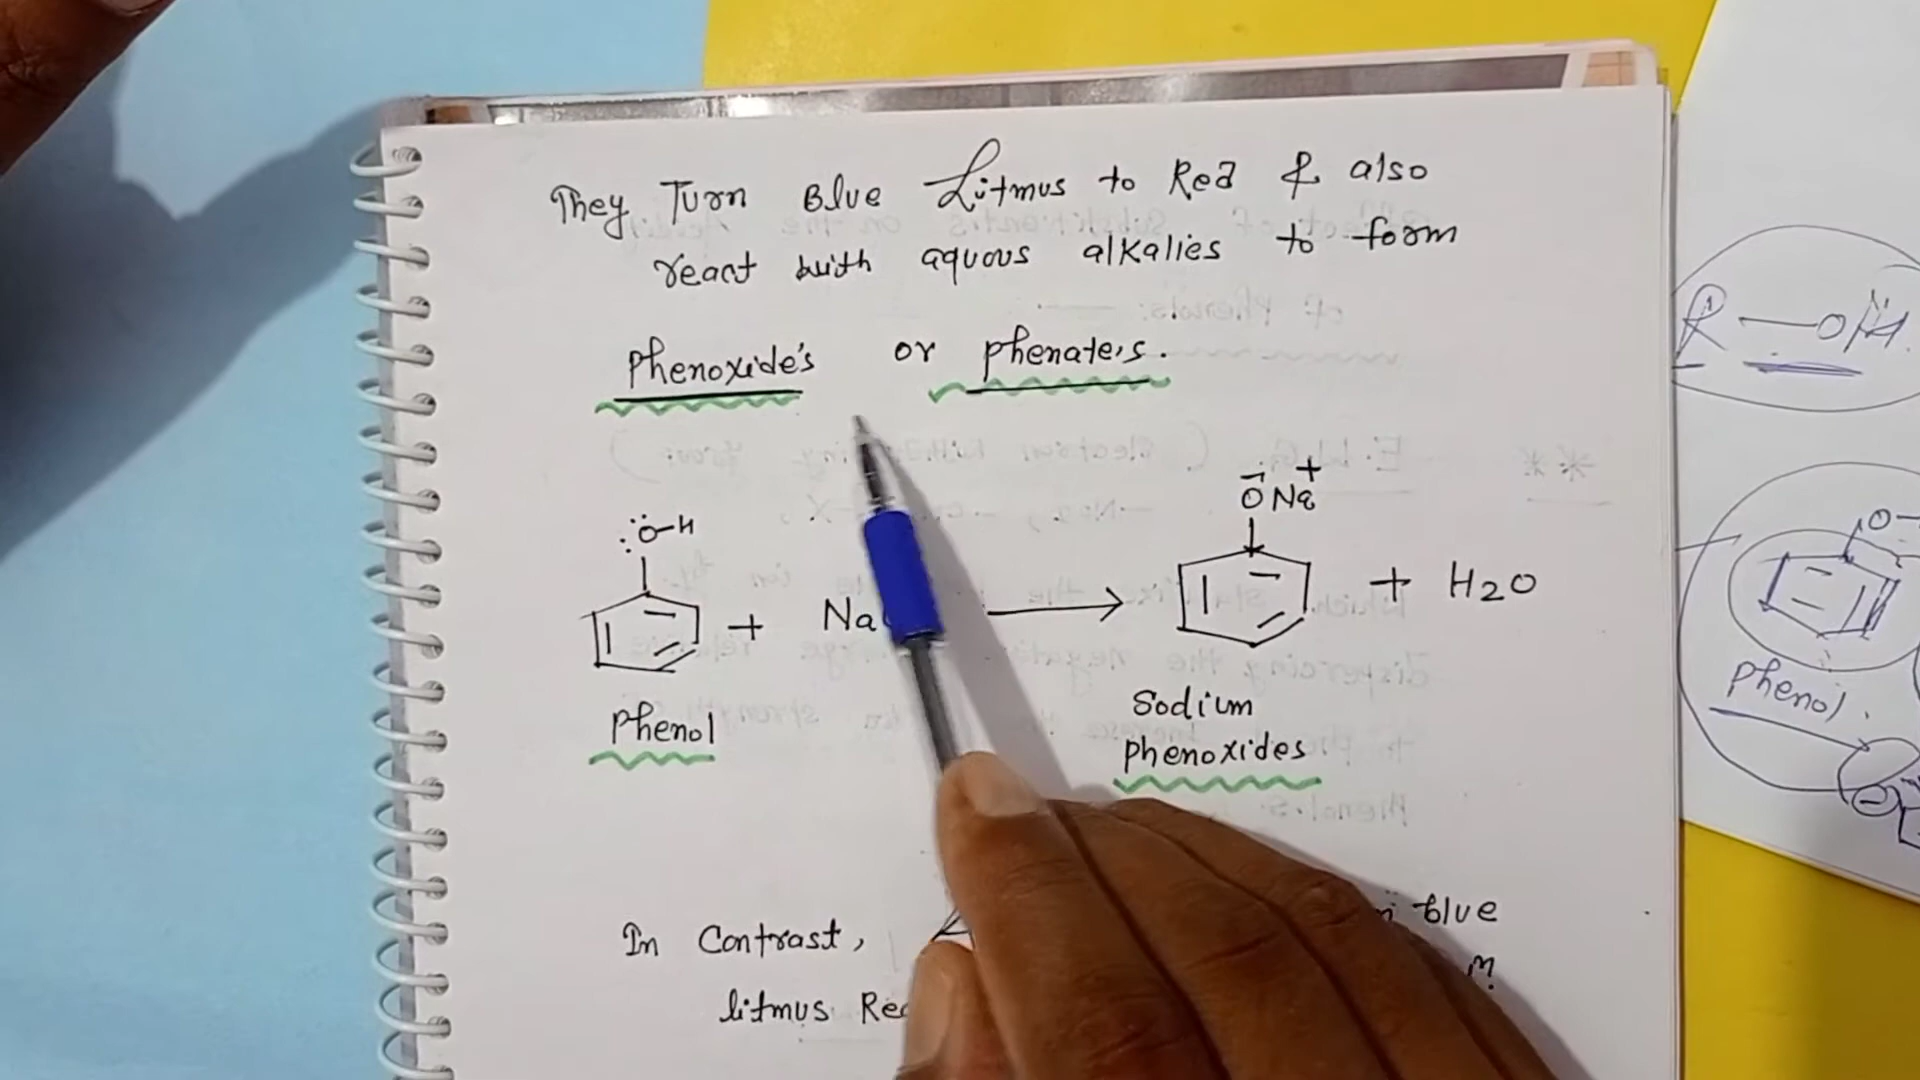 They Turn Blue Litmus to Red & also
react with aquous alkalies to form
Phenoxide's or phenate's.
:Ö-H
ŌNa⁺
+ Na → + H2O
Phenol
Sodium
phenoxides
In Contrast, blue
litmus
R—OH
O
phenol.